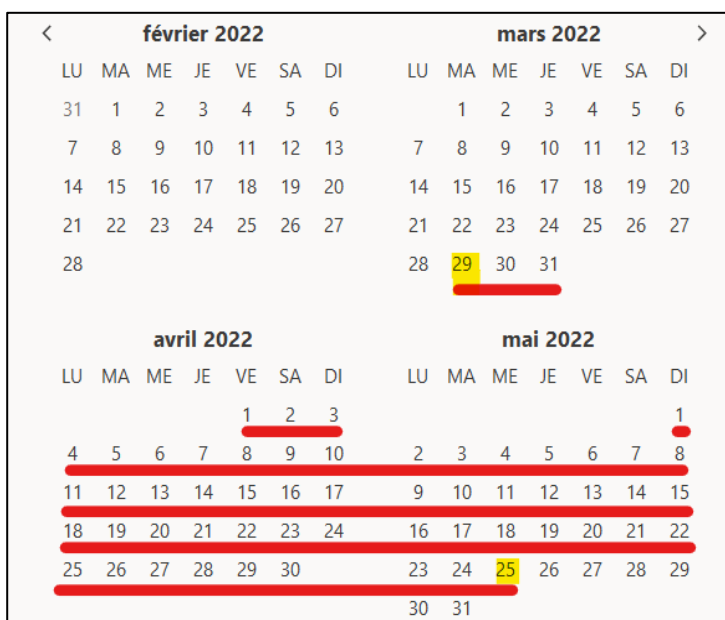 février 2022
LU MA ME JE VE SA DI
31 1 2 3 4 5 6
7 8 9 10 11 12 13
14 15 16 17 18 19 20
21 22 23 24 25 26 27
28
mars 2022
LU MA ME JE VE SA DI
1 2 3 4 5 6
7 8 9 10 11 12 13
14 15 16 17 18 19 20
21 22 23 24 25 26 27
28 29 30 31
avril 2022
LU MA ME JE VE SA DI
1 2 3
4 5 6 7 8 9 10
11 12 13 14 15 16 17
18 19 20 21 22 23 24
25 26 27 28 29 30
mai 2022
LU MA ME JE VE SA DI
1
2 3 4 5 6 7 8
9 10 11 12 13 14 15
16 17 18 19 20 21 22
23 24 25 26 27 28 29
30 31